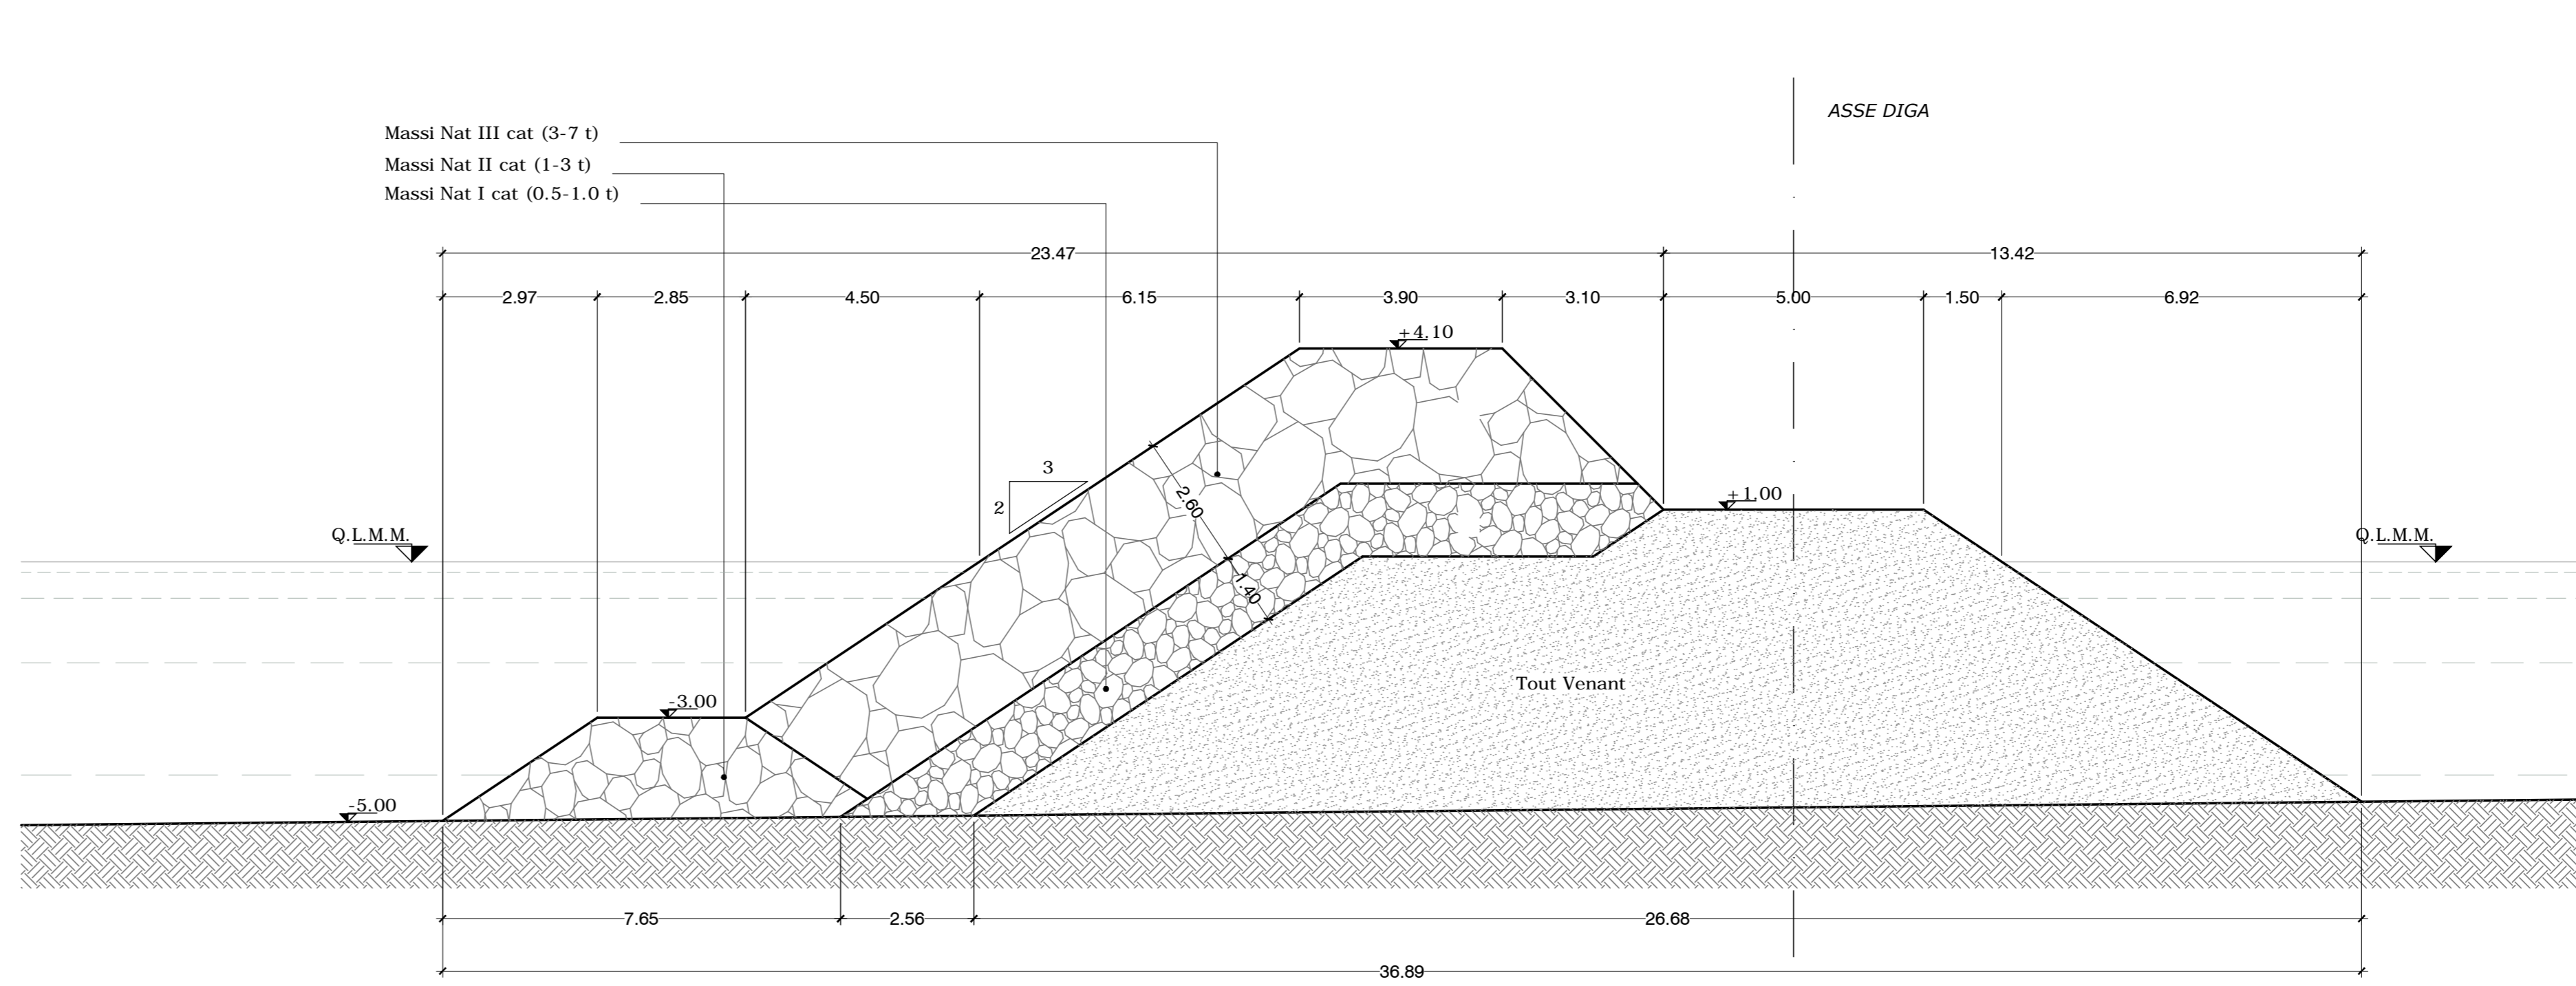 ASSE DIGA
Massi Nat III cat (3-7 t)
Massi Nat II cat (1-3 t)
Massi Nat I cat (0.5-1.0 t)
23.47 13.42
2.97 2.85 4.50 6.15 3.90 3.10 5.00 1.50 6.92
+4.10
3
2
2.60
+1.00
Q.L.M.M. Q.L.M.M.
1.40
Tout Venant
-3.00
-5.00
7.65 2.56 26.68
36.89